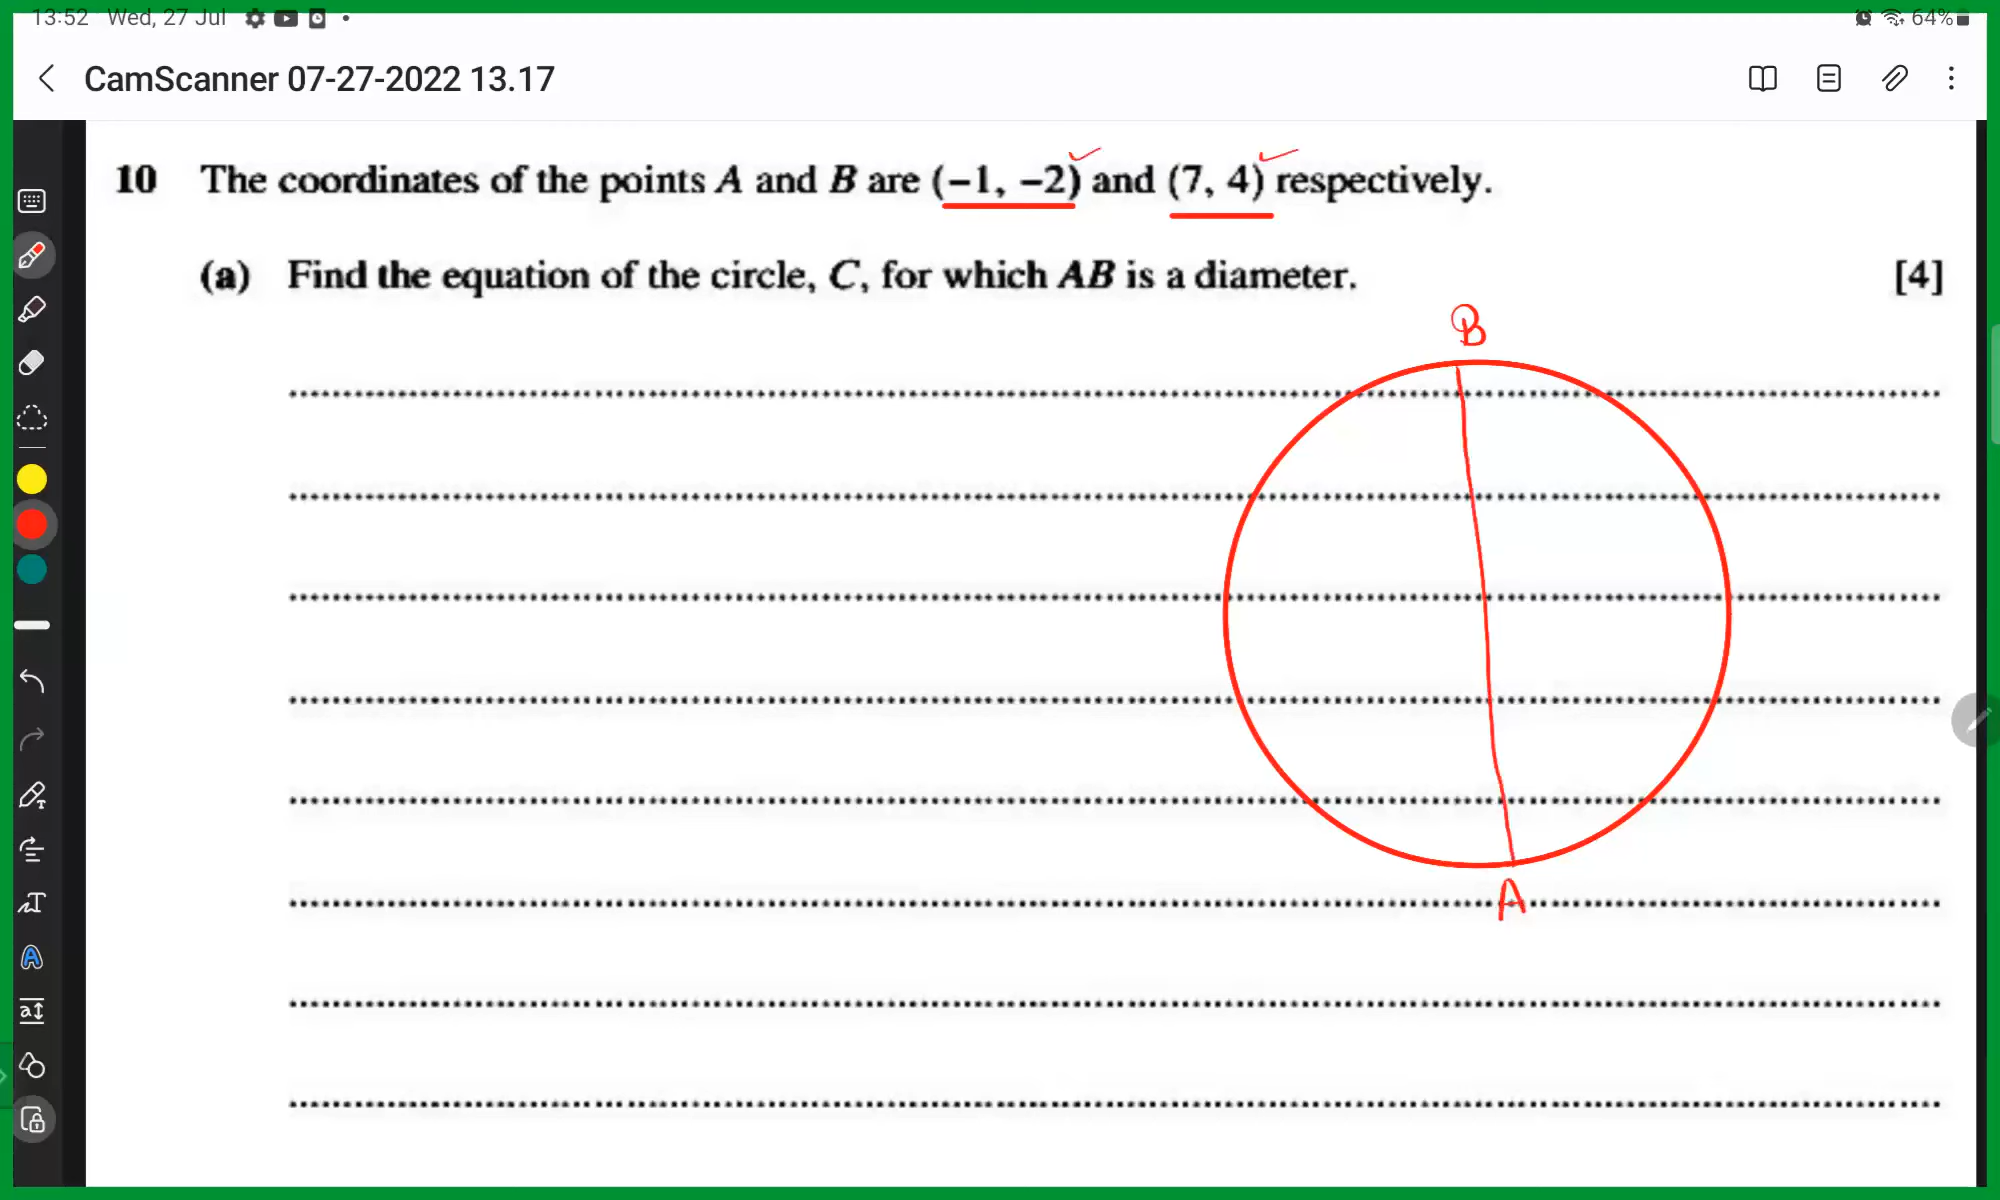 13:52 Wed, 27 Jul
64%
CamScanner 07-27-2022 13.17
10 The coordinates of the points A and B are (−1, −2) and (7, 4) respectively.
(a) Find the equation of the circle, C, for which AB is a diameter. [4]
B
A